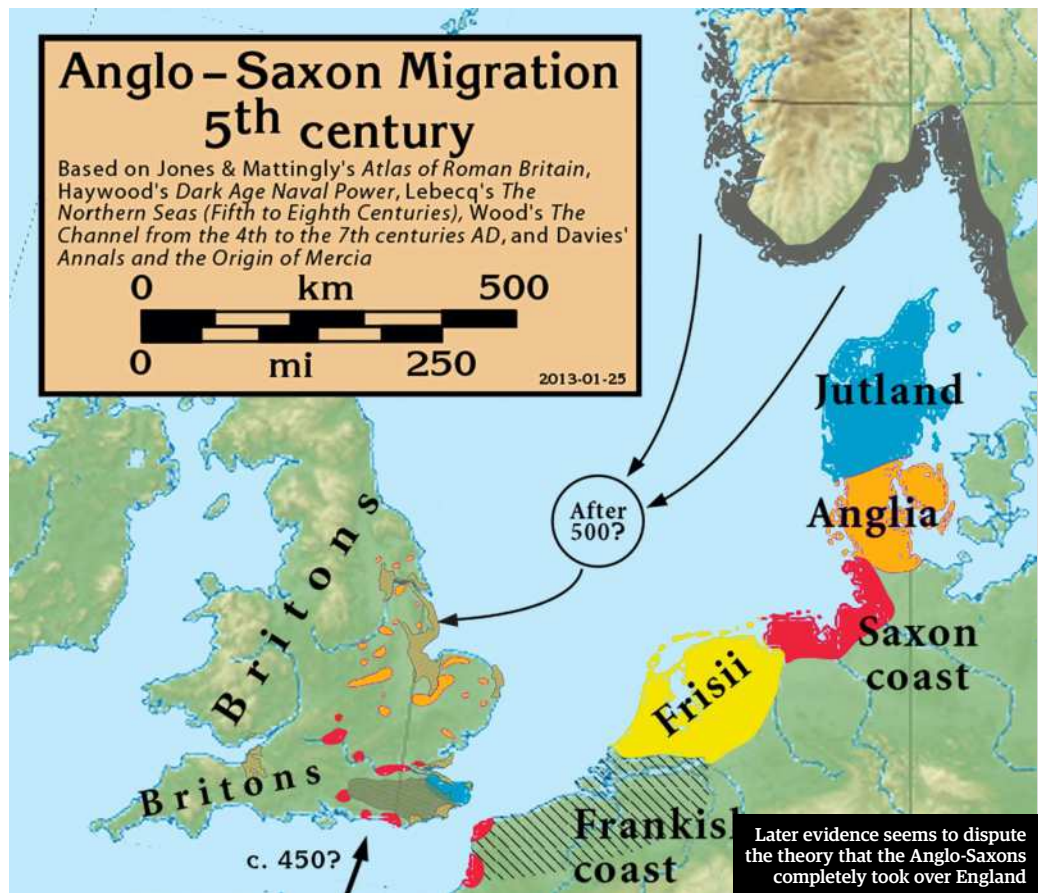 Anglo – Saxon Migration
5th century
Based on Jones & Mattingly's Atlas of Roman Britain,
Haywood's Dark Age Naval Power, Lebecq's The
Northern Seas (Fifth to Eighth Centuries), Wood's The
Channel from the 4th to the 7th centuries AD, and Davies'
Annals and the Origin of Mercia
0 km 500
0 mi 250
2013-01-25
Jutland
Anglia
After
500?
Britons
Saxon
coast
Frisii
Britons
Frankis
coast
c. 450?
Later evidence seems to dispute
the theory that the Anglo-Saxons
completely took over England